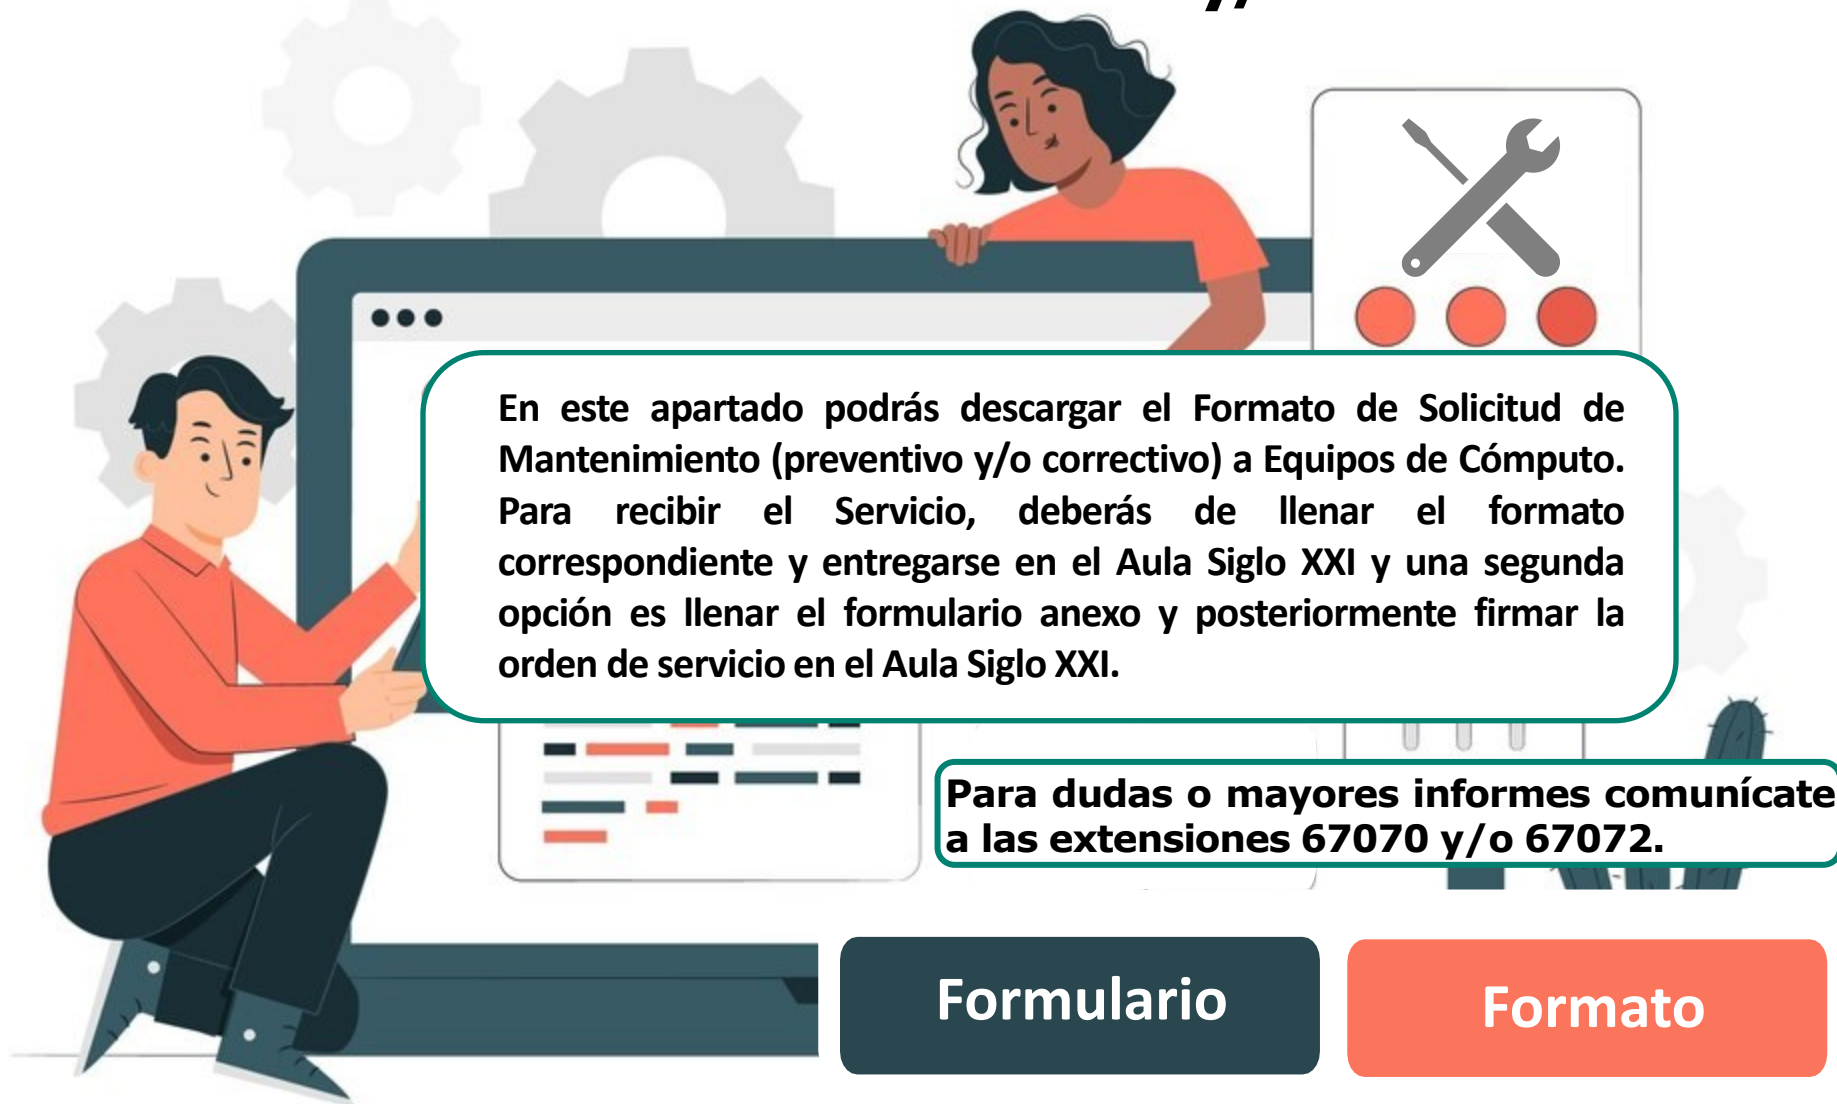 En este apartado podrás descargar el Formato de Solicitud de
Mantenimiento (preventivo y/o correctivo) a Equipos de Cómputo.
Para recibir el Servicio, deberás de llenar el formato
correspondiente y entregarse en el Aula Siglo XXI y una segunda
opción es llenar el formulario anexo y posteriormente firmar la
orden de servicio en el Aula Siglo XXI.
Para dudas o mayores informes comunícate
a las extensiones 67070 y/o 67072.
Formulario
Formato